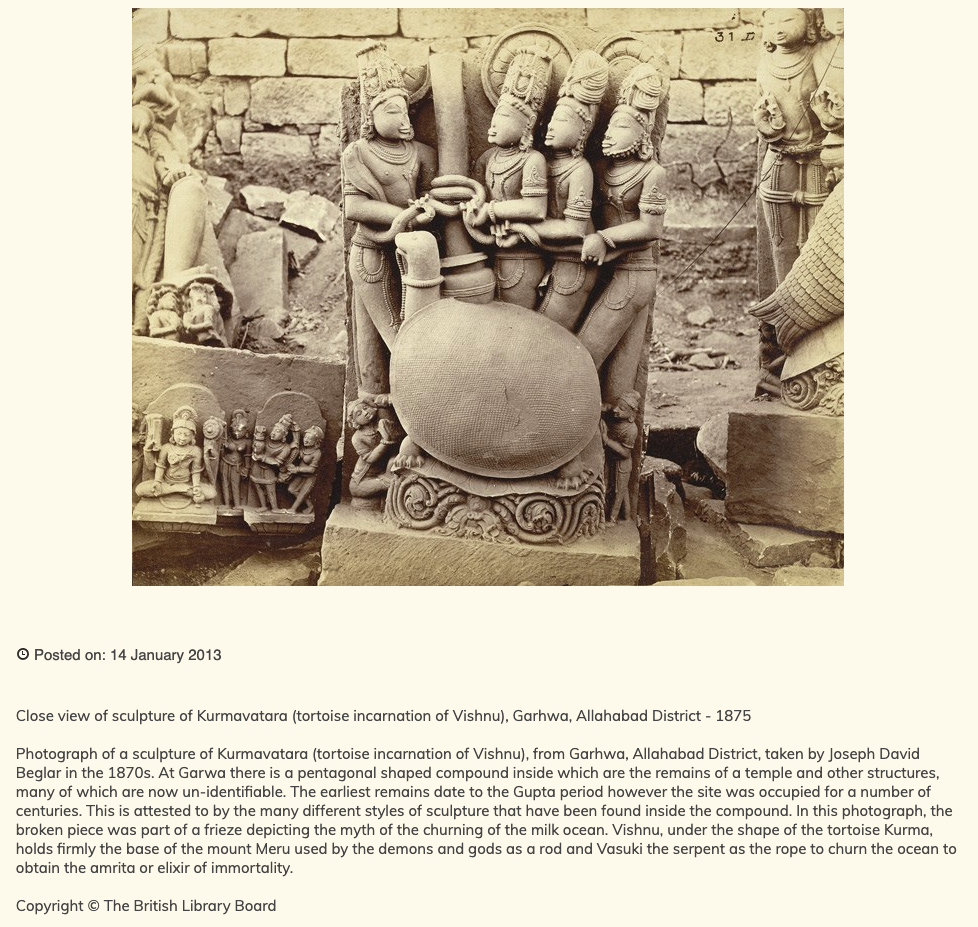 31
Posted on: 14 January 2013
Close view of sculpture of Kurmavatara (tortoise incarnation of Vishnu), Garhwa, Allahabad District - 1875
Photograph of a sculpture of Kurmavatara (tortoise incarnation of Vishnu), from Garhwa, Allahabad District, taken by Joseph David
Beglar in the 1870s. At Garwa there is a pentagonal shaped compound inside which are the remains of a temple and other structures,
many of which are now un-identifiable. The earliest remains date to the Gupta period however the site was occupied for a number of
centuries. This is attested to by the many different styles of sculpture that have been found inside the compound. In this photograph, the
broken piece was part of a frieze depicting the myth of the churning of the milk ocean. Vishnu, under the shape of the tortoise Kurma,
holds firmly the base of the mount Meru used by the demons and gods as a rod and Vasuki the serpent as the rope to churn the ocean to
obtain the amrita or elixir of immortality.
Copyright © The British Library Board